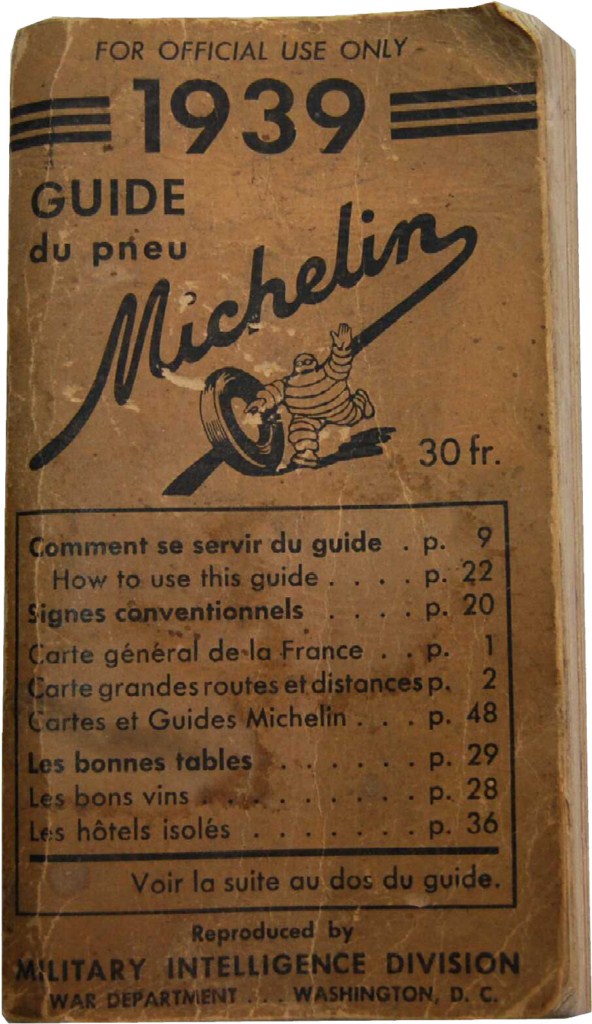 FOR OFFICIAL USE ONLY
1939
GUIDE
du pneu
Michelin
30 fr.
Comment se servir du guide . p. 9
How to use this guide . . . . p. 22
Signes conventionnels . . . . p. 20
Carte général de la France . . p. 1
Carte grandes routes et distances p. 2
Cartes et Guides Michelin . . . p. 48
Les bonnes tables . . . . . . p. 29
Les bons vins . . . . . . . . . p. 28
Les hôtels isolés . . . . . . . p. 36
Voir la suite au dos du guide.
Reproduced by
MILITARY INTELLIGENCE DIVISION
WAR DEPARTMENT . . . WASHINGTON, D. C.